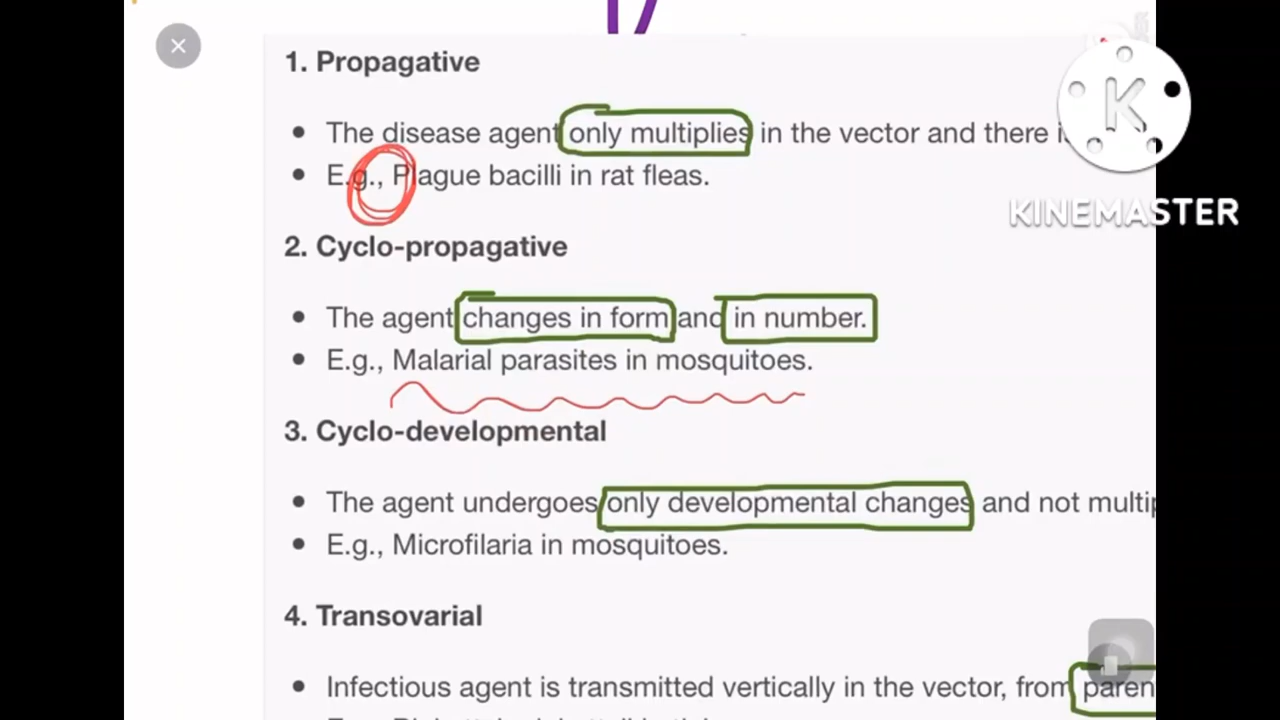 1. Propagative
• The disease agent only multiplies in the vector and there
• E.g., Plague bacilli in rat fleas.
K
KINEMASTER
2. Cyclo-propagative
• The agent changes in form and in number.
• E.g., Malarial parasites in mosquitoes.
3. Cyclo-developmental
• The agent undergoes only developmental changes and not
• E.g., Microfilaria in mosquitoes.
4. Transovarial
• Infectious agent is transmitted vertically in the vector, from